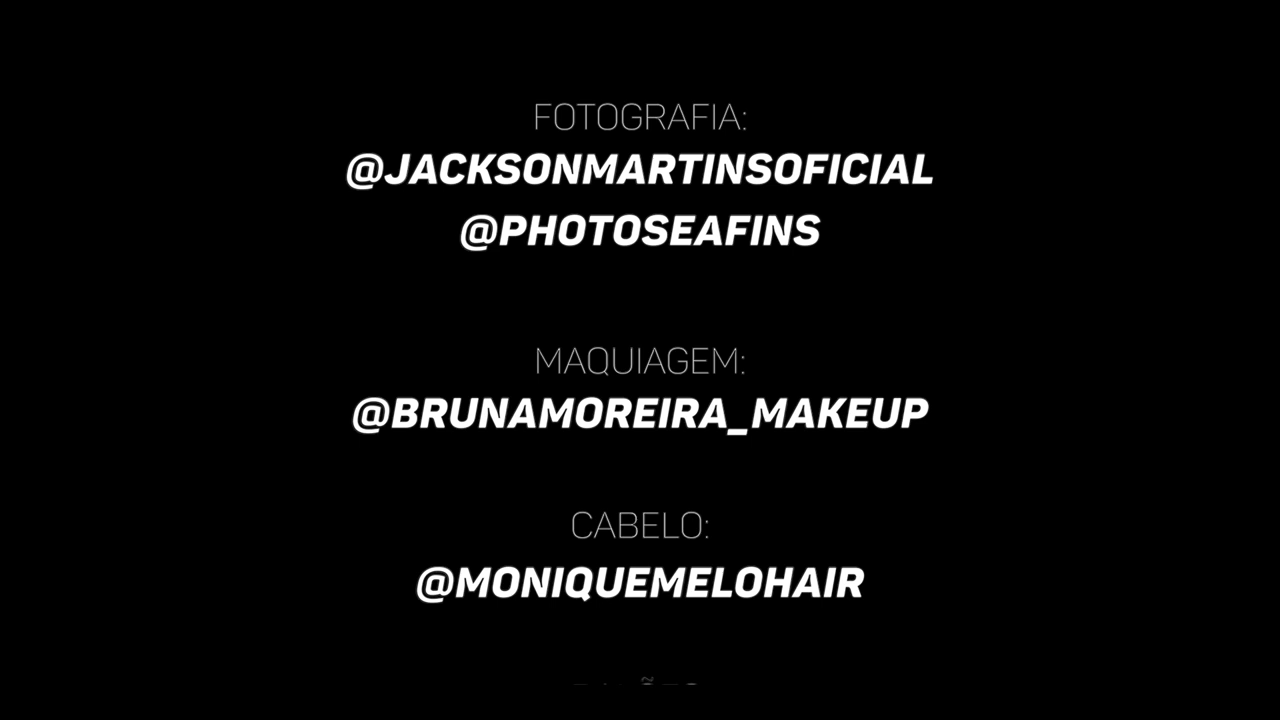 FOTOGRAFIA:
@JACKSONMARTINSOFICIAL
@PHOTOSEAFINS
MAQUIAGEM:
@BRUNAMOREIRA_MAKEUP
CABELO:
@MONIQUEMELOHAIR